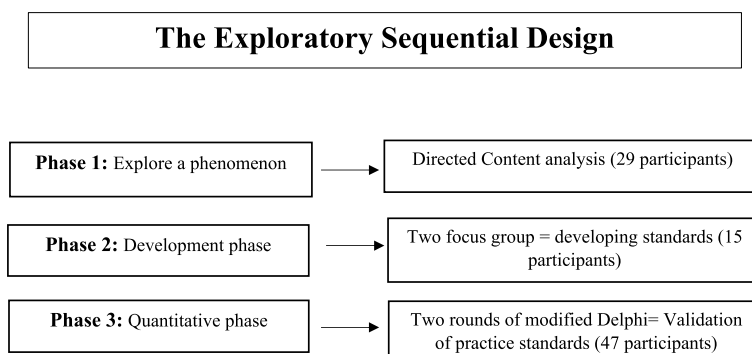 The Exploratory Sequential Design
Phase 1: Explore a phenomenon
Directed Content analysis (29 participants)
Phase 2: Development phase
Two focus group = developing standards (15
participants)
Phase 3: Quantitative phase
Two rounds of modified Delphi= Validation
of practice standards (47 participants)